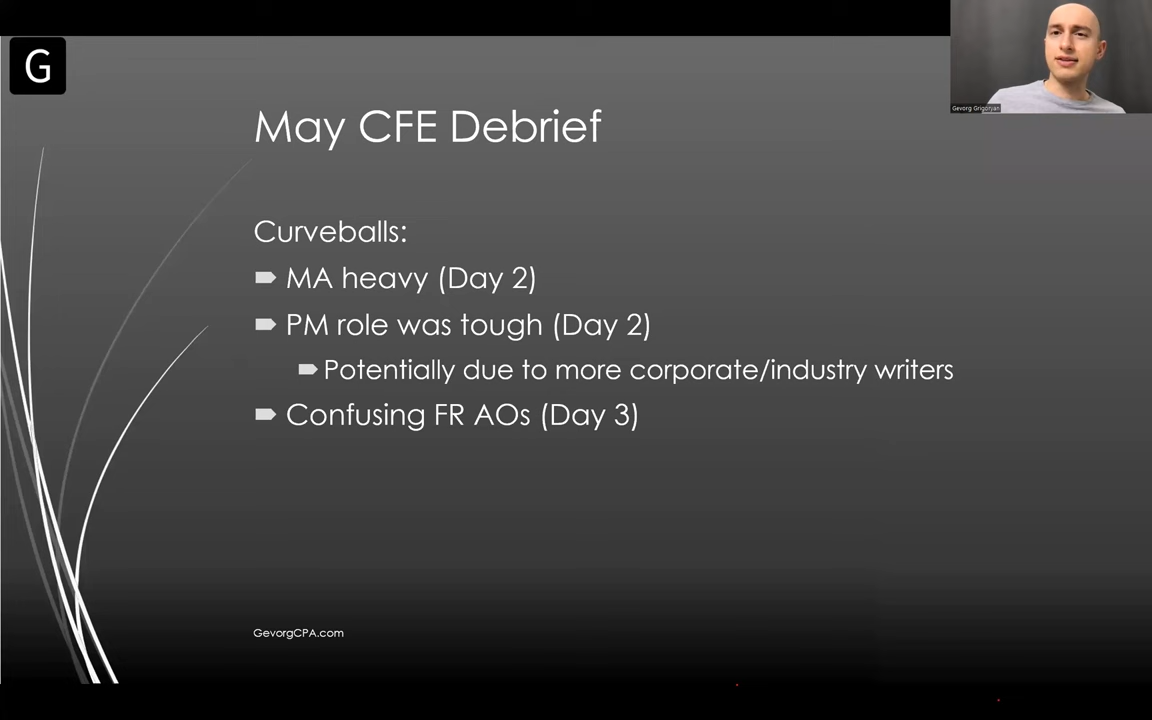 G
Gevorg Grigoryan
May CFE Debrief
Curveballs:
MA heavy (Day 2)
PM role was tough (Day 2)
Potentially due to more corporate/industry writers
Confusing FR AOs (Day 3)
GevorgCPA.com